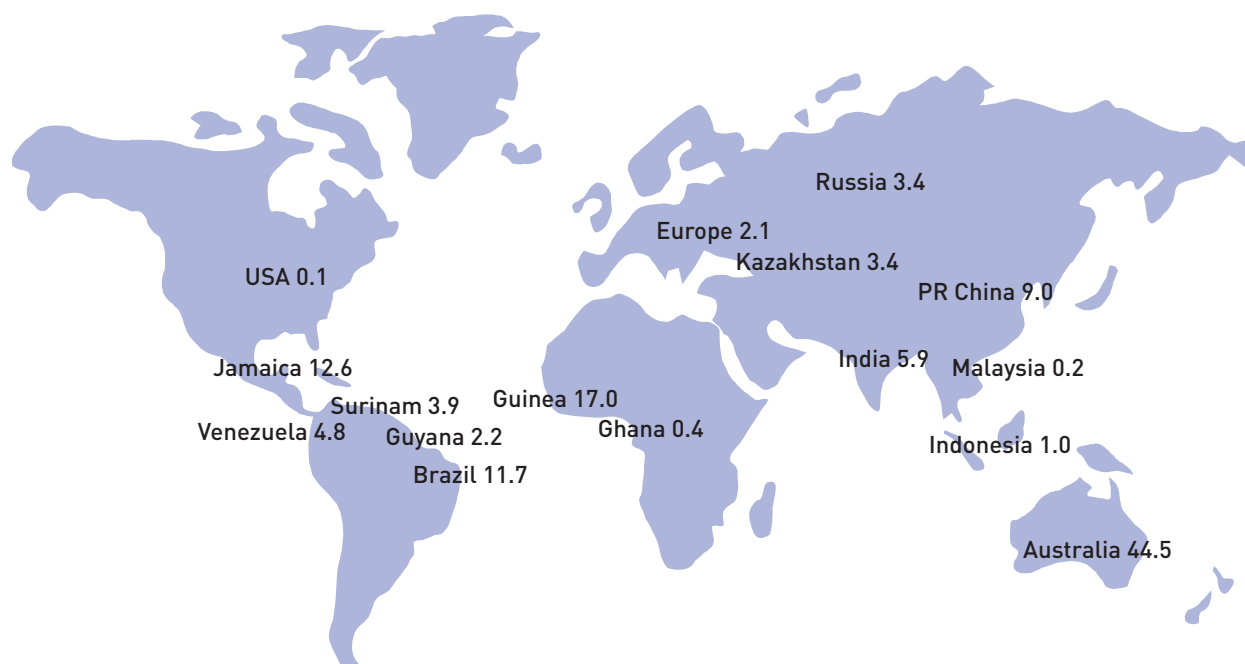 Russia 3.4
Europe 2.1
Kazakhstan 3.4
USA 0.1
PR China 9.0
India 5.9
Malaysia 0.2
Jamaica 12.6
Surinam 3.9
Guinea 17.0
Venezuela 4.8
Guyana 2.2
Ghana 0.4
Indonesia 1.0
Brazil 11.7
Australia 44.5